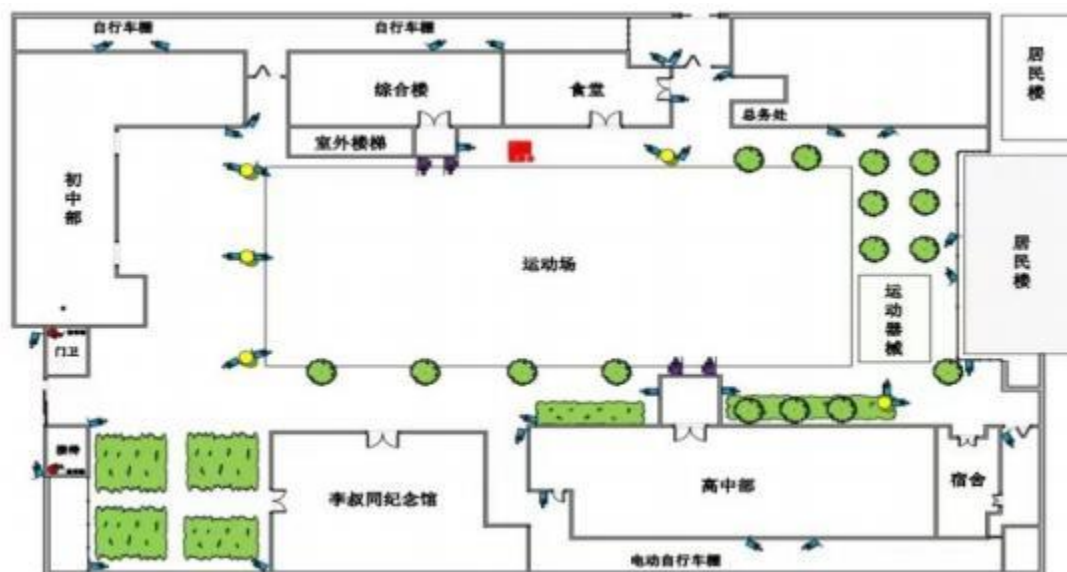 自行车棚
自行车棚
综合楼
食堂
总务处
居民楼
室外楼梯
初中部
运动场
居民楼
运动器械
门卫
李叔同纪念馆
高中部
宿舍
电动自行车棚